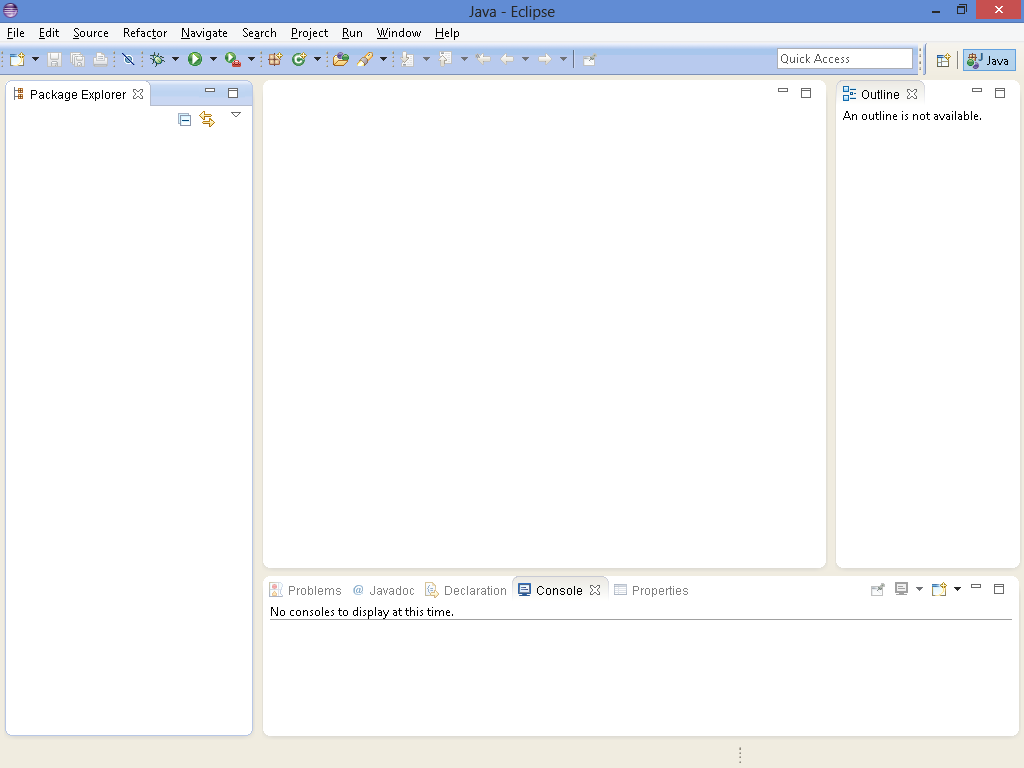 Java - Eclipse
File Edit Source Refactor Navigate Search Project Run Window Help
Quick Access
Java
Package Explorer
Outline
An outline is not available.
Problems @ Javadoc Declaration Console Properties
No consoles to display at this time.